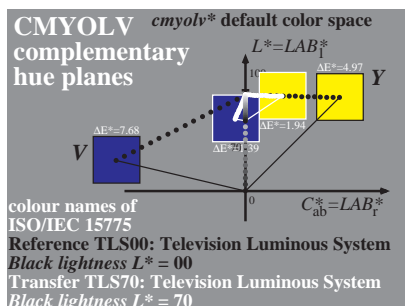 CMYOLV
complementary
hue planes
cmyolv* default color space
L*=LAB*l
100
ΔE*=4.97
Y
ΔE*=7.68
V
ΔE*=1.94
0
C*ab=LAB*r
colour names of
ISO/IEC 15775
Reference TLS00: Television Luminous System
Black lightness L* = 00
Transfer TLS70: Television Luminous System
Black lightness L* = 70